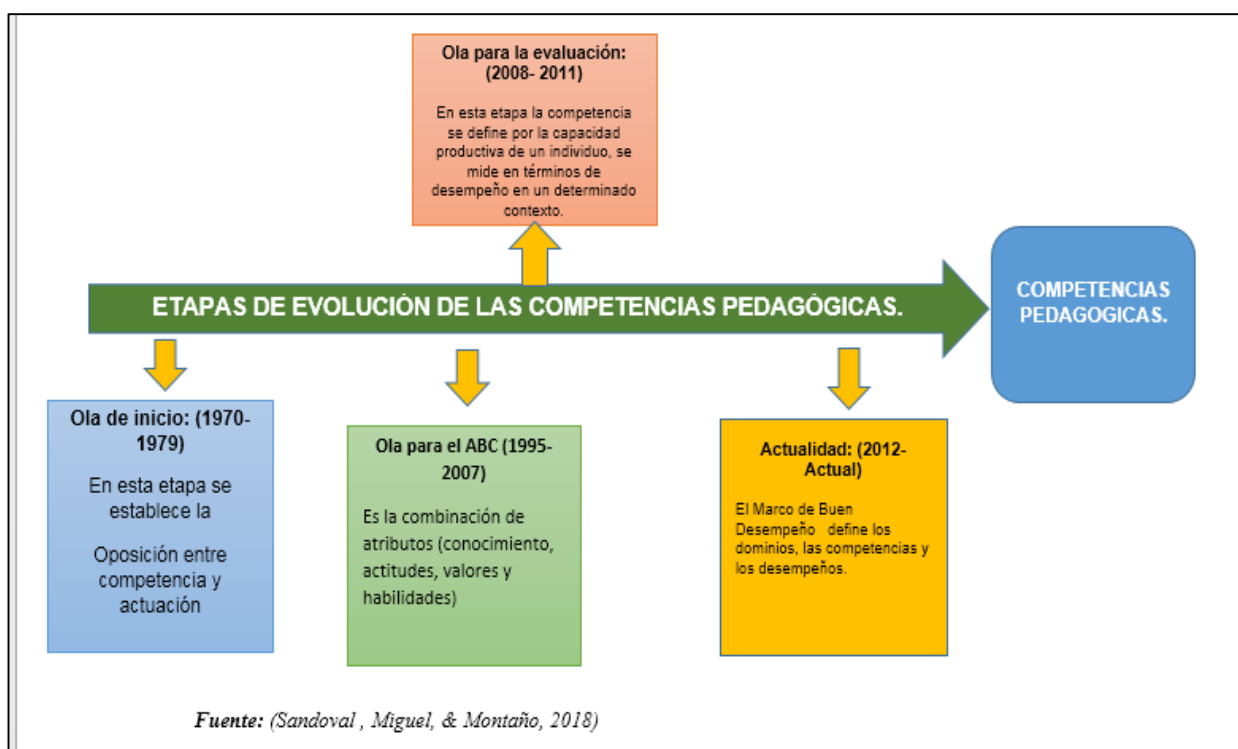 Ola para la evaluación:
(2008- 2011)
En esta etapa la competencia
se define por la capacidad
productiva de un individuo, se
mide en términos de
desempeño en un determinado
contexto.
ETAPAS DE EVOLUCIÓN DE LAS COMPETENCIAS PEDAGÓGICAS.
COMPETENCIAS
PEDAGOGICAS.
Ola de inicio: (1970-
1979)
En esta etapa se
establece la
Oposición entre
competencia y
actuación
Ola para el ABC (1995-
2007)
Es la combinación de
atributos (conocimiento,
actitudes, valores y
habilidades)
Actualidad: (2012-
Actual)
El Marco de Buen
Desempeño define los
dominios, las competencias y
los desempeños.
Fuente: (Sandoval , Miguel, & Montaño, 2018)